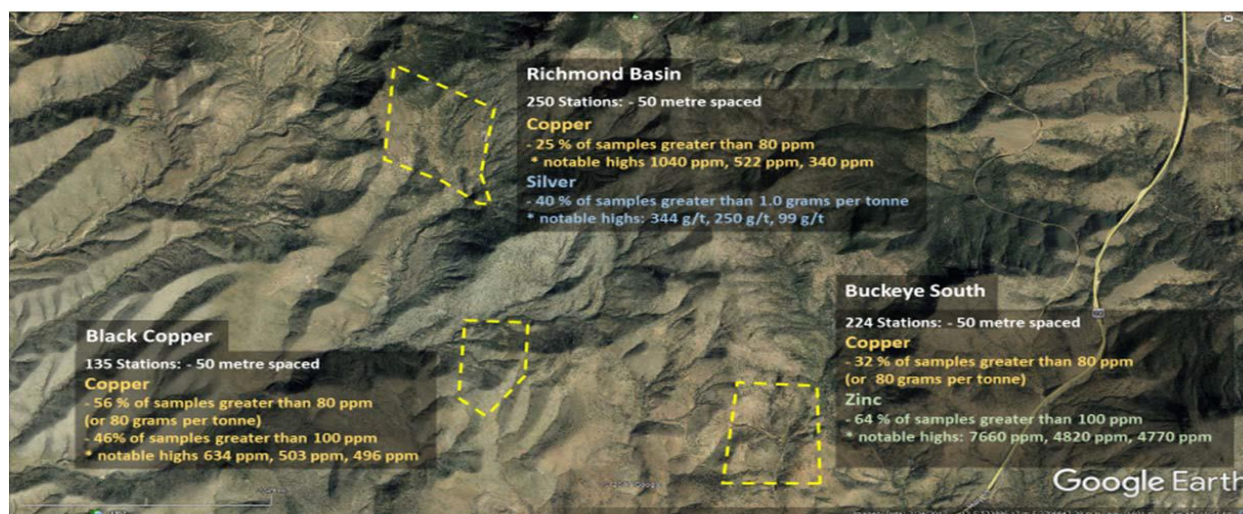 Richmond Basin
250 Stations: - 50 metre spaced
Copper
- 25 % of samples greater than 80 ppm
* notable highs 1040 ppm, 522 ppm, 340 ppm
Silver
- 40 % of samples greater than 1.0 grams per tonne
* notable highs: 344 g/t, 250 g/t, 99 g/t
Black Copper
135 Stations: - 50 metre spaced
Copper
- 56 % of samples greater than 80 ppm
(or 80 grams per tonne)
- 46% of samples greater than 100 ppm
* notable highs 634 ppm, 503 ppm, 496 ppm
Buckeye South
224 Stations: - 50 metre spaced
Copper
- 32 % of samples greater than 80 ppm
(or 80 grams per tonne)
Zinc
- 64 % of samples greater than 100 ppm
* notable highs: 7660 ppm, 4820 ppm, 4770 ppm
Google Earth